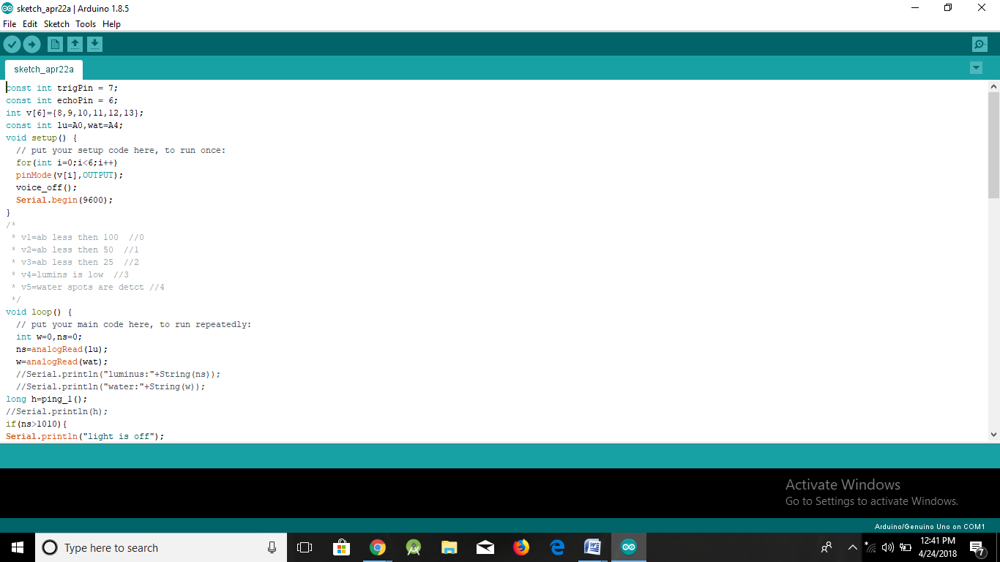 sketch_apr22a | Arduino 1.8.5
File Edit Sketch Tools Help
sketch_apr22a
const int trigPin = 7;
const int echoPin = 6;
int v[6]={8,9,10,11,12,13};
const int lu=A0,wat=A4;
void setup() {
  // put your setup code here, to run once:
  for(int i=0;i<6;i++)
  pinMode(v[i],OUTPUT);
  voice_off();
  Serial.begin(9600);
}
/*
 * v1=ab less then 100  //0
 * v2=ab less then 50  //1
 * v3=ab less then 25  //2
 * v4=lumins is low  //3
 * v5=water spots are detct //4
 */
void loop() {
  // put your main code here, to run repeatedly:
  int w=0,ns=0;
  ns=analogRead(lu);
  w=analogRead(wat);
  //Serial.println("luminus:"+String(ns));
  //Serial.println("water:"+String(w));
long h=ping_1();
//Serial.println(h);
if(ns>1010){
Serial.println("light is off");
Activate Windows
Go to Settings to activate Windows.
Arduino/Genuino Uno on COM1
Type here to search
12:41 PM
4/24/2018
7